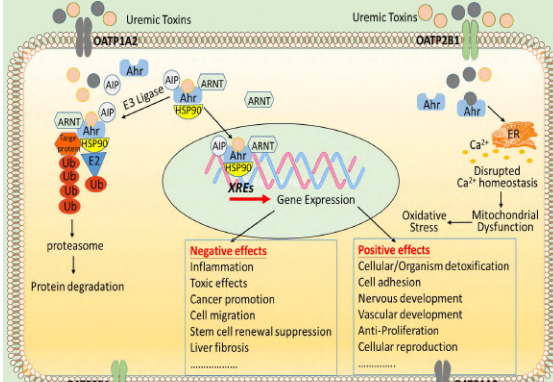 Uremic Toxins
OATP1A2
Uremic Toxins
OATP2B1
Ahr
AIP
AIP
ARNT
Ahr
HSP90
E3 Ligase
ARNT
ARNT
AIP
Ahr
HSP90
Targe
protein
E2
Ub
Ub
Ub
Ub
Ub
proteasome
Protein degradation
AIP
ARNT
Ahr
HSP90
XREs
Gene Expression
Ahr
Ahr
ER
Ca²⁺
Disrupted
Ca²⁺ homeostasis
Mitochondrial
Dysfunction
Oxidative
Stress
Negative effects
Inflammation
Toxic effects
Cancer promotion
Cell migration
Stem cell renewal suppression
Liver fibrosis
..................
Positive effects
Cellular/Organism detoxification
Cell adhesion
Nervous development
Vascular development
Anti-Proliferation
Cellular reproduction
..............